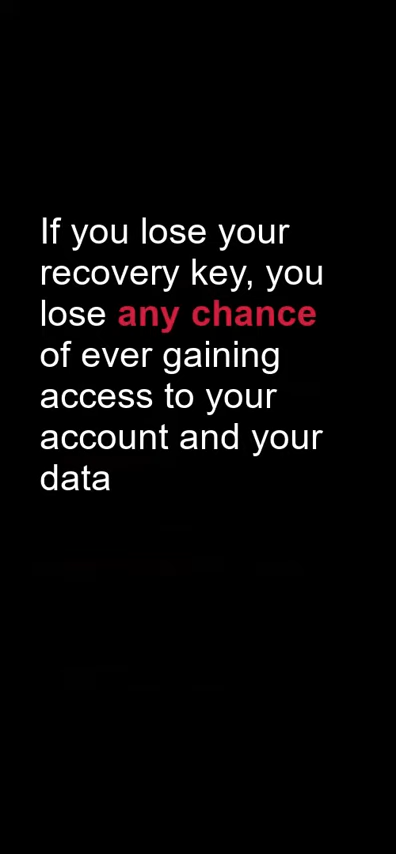 If you lose your
recovery key, you
lose any chance
of ever gaining
access to your
account and your
data